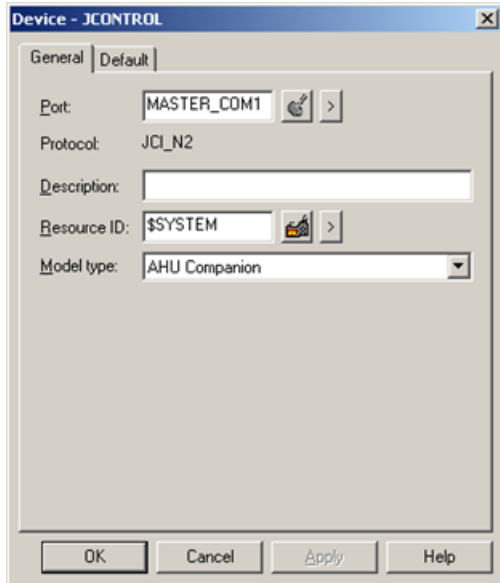 Device - JCONTROL
General Default
Port: MASTER_COM1 >
Protocol: JCI_N2
Description:
Resource ID: $SYSTEM >
Model type: AHU Companion
OK Cancel Apply Help